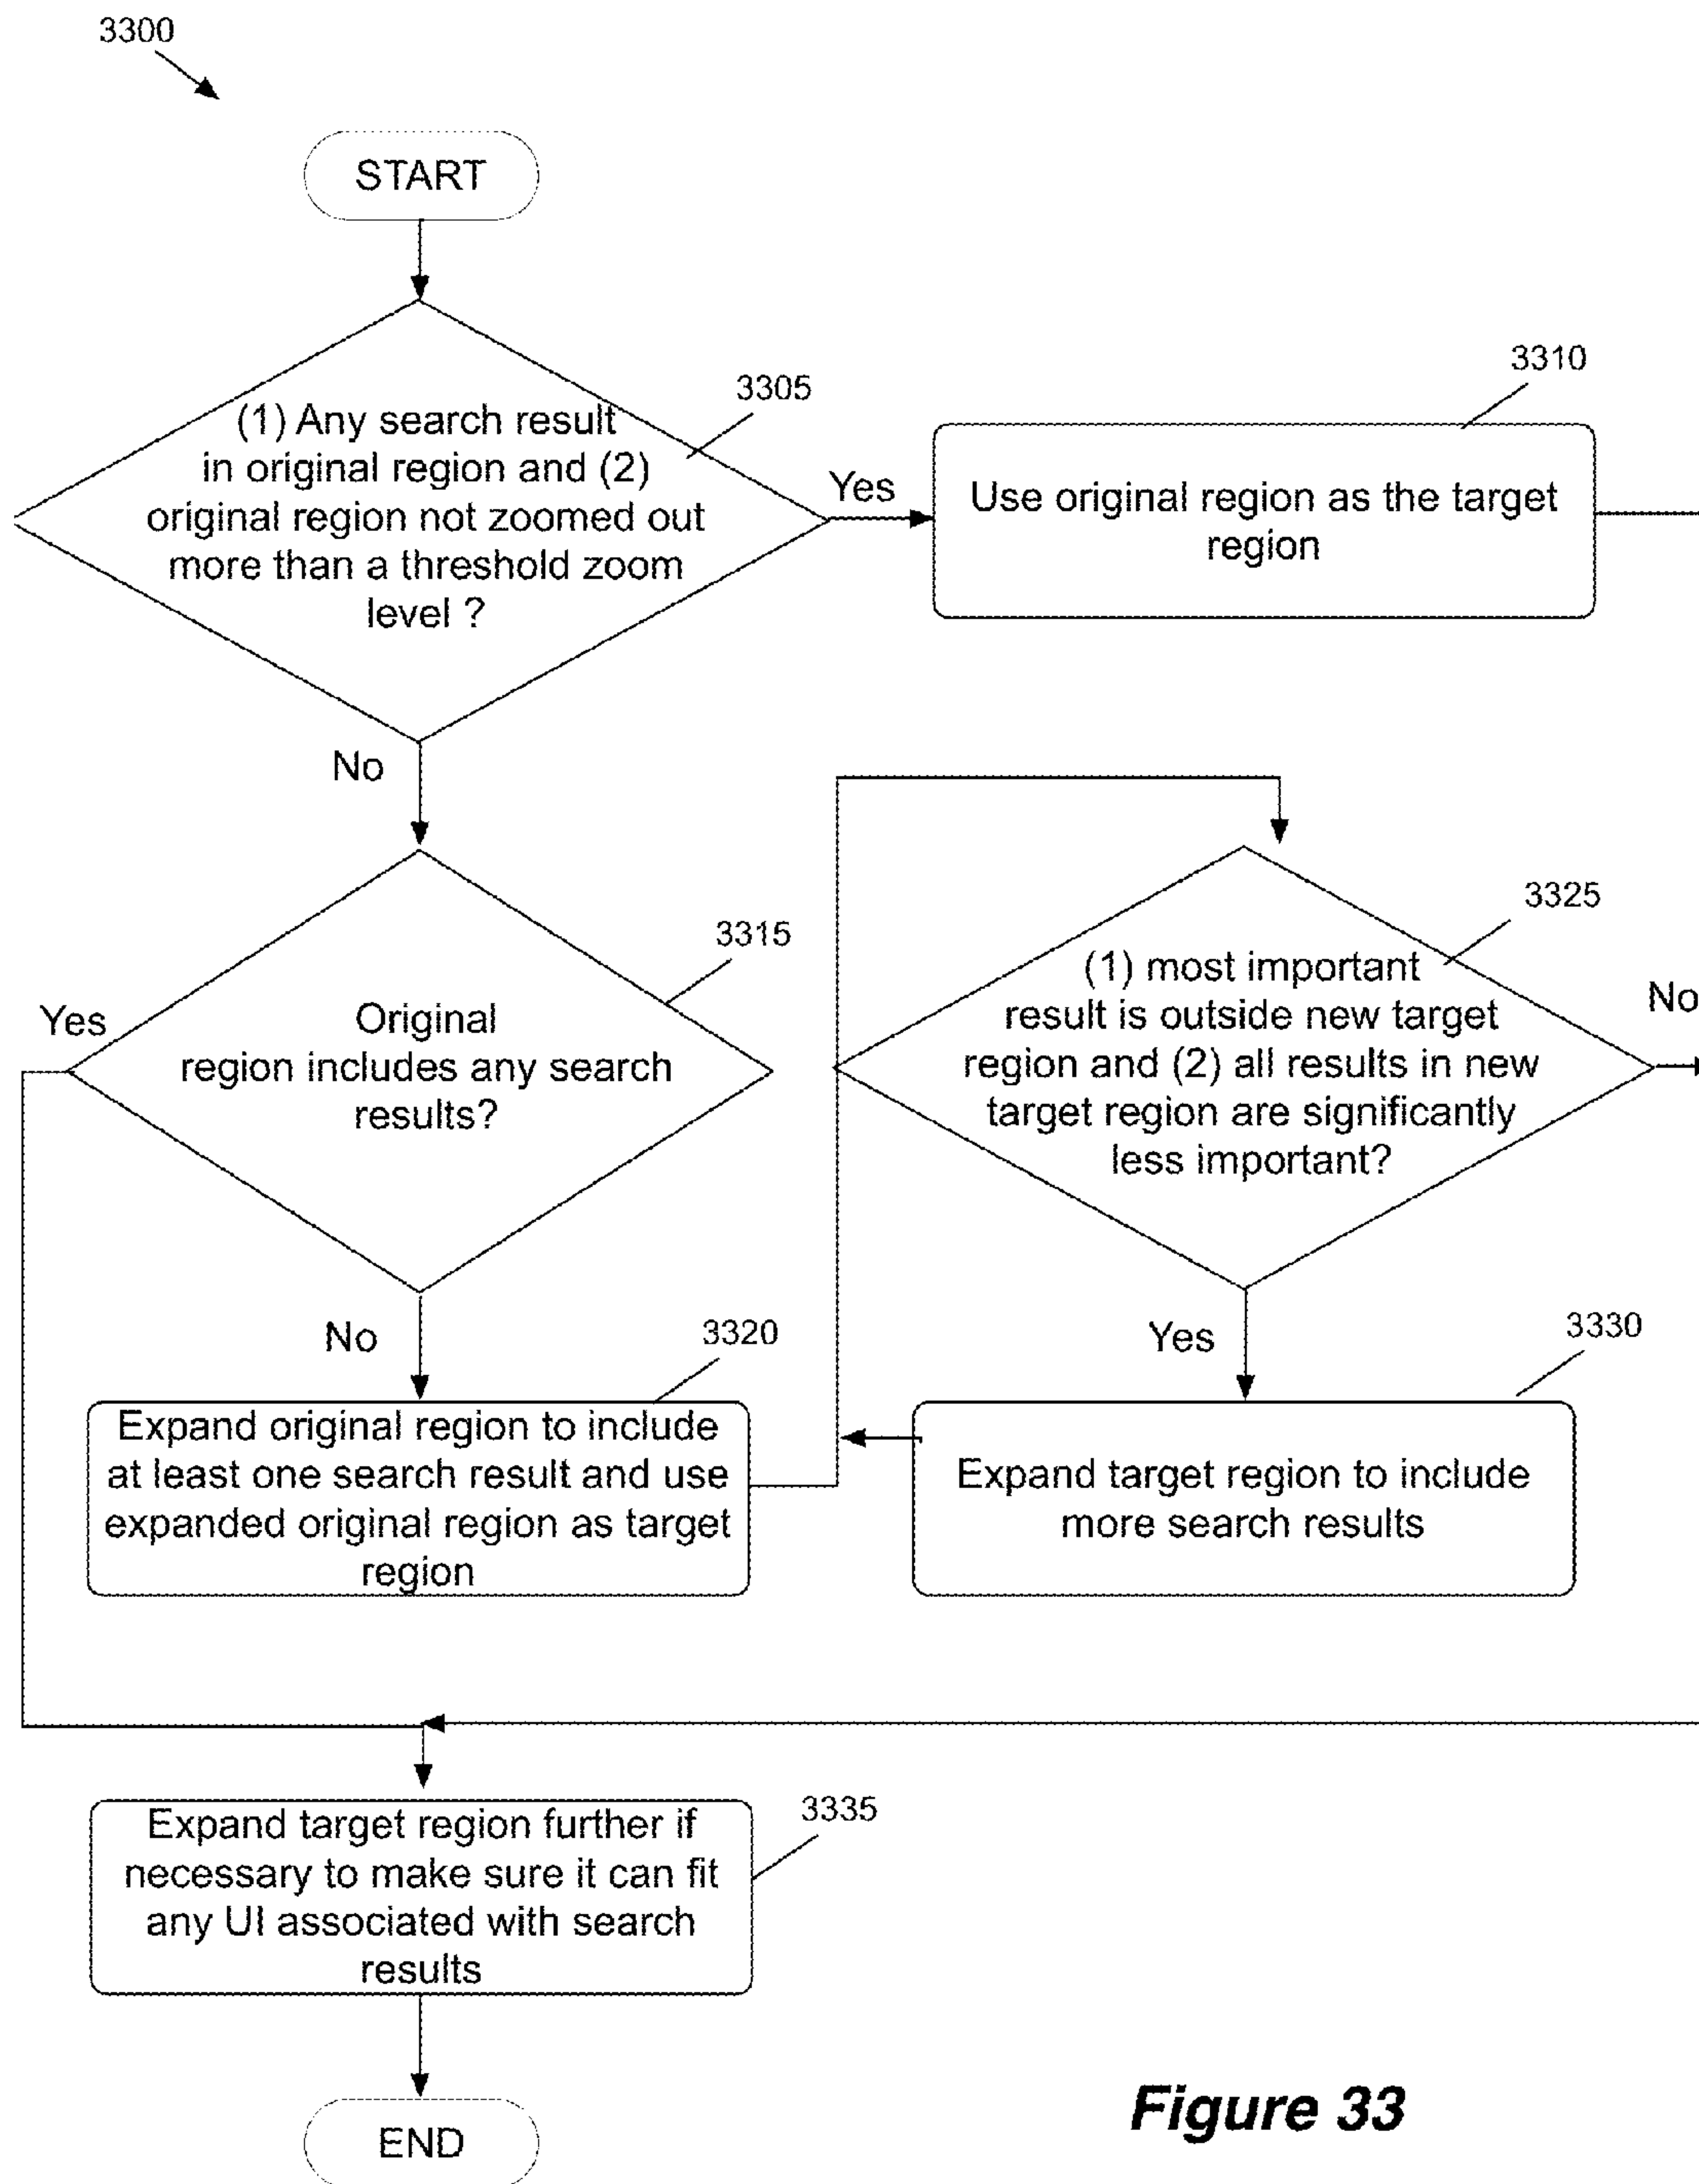 3300
START
3305
(1) Any search result
in original region and (2)
original region not zoomed out
more than a threshold zoom
level ?
Yes
3310
Use original region as the target
region
No
3315
Original
region includes any search
results?
Yes
No
3320
Expand original region to include
at least one search result and use
expanded original region as target
region
3325
(1) most important
result is outside new target
region and (2) all results in new
target region are significantly
less important?
No
Yes
3330
Expand target region to include
more search results
3335
Expand target region further if
necessary to make sure it can fit
any UI associated with search
results
END
Figure 33